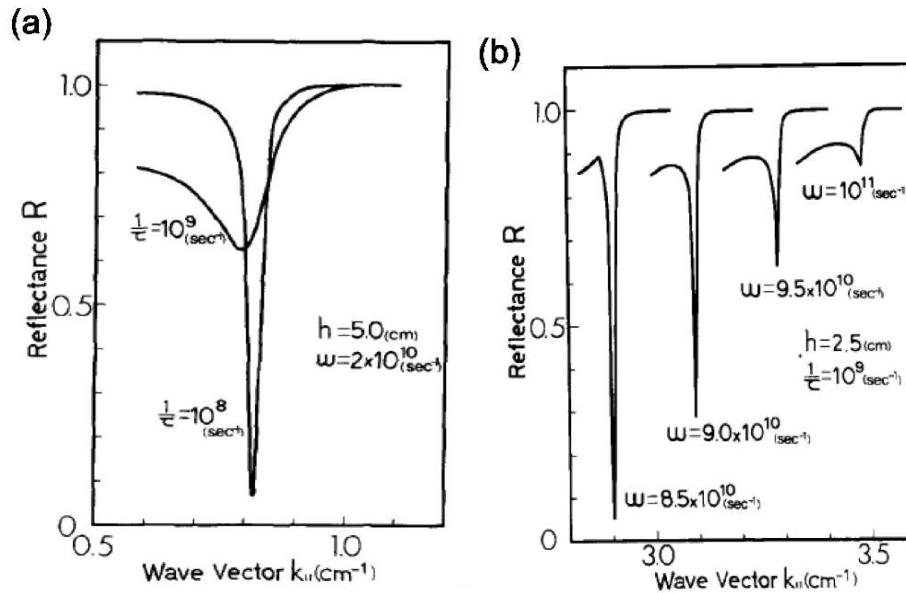 (a)
1.0
0.5
0
0.5
1.0
Reflectance R
Wave Vector k₁₁(cm⁻¹)
1/τ=10⁹(sec⁻¹)
1/τ=10⁸
(sec⁻¹)
h=5.0(cm)
ω=2×10¹⁰(sec⁻¹)
(b)
1.0
0.5
0
3.0
3.5
Reflectance R
Wave Vector k₁₁(cm⁻¹)
ω=10¹¹(sec⁻¹)
ω=9.5×10¹⁰(sec⁻¹)
h=2.5(cm)
1/τ=10⁹(sec⁻¹)
ω=9.0×10¹⁰(sec⁻¹)
ω=8.5×10¹⁰(sec⁻¹)